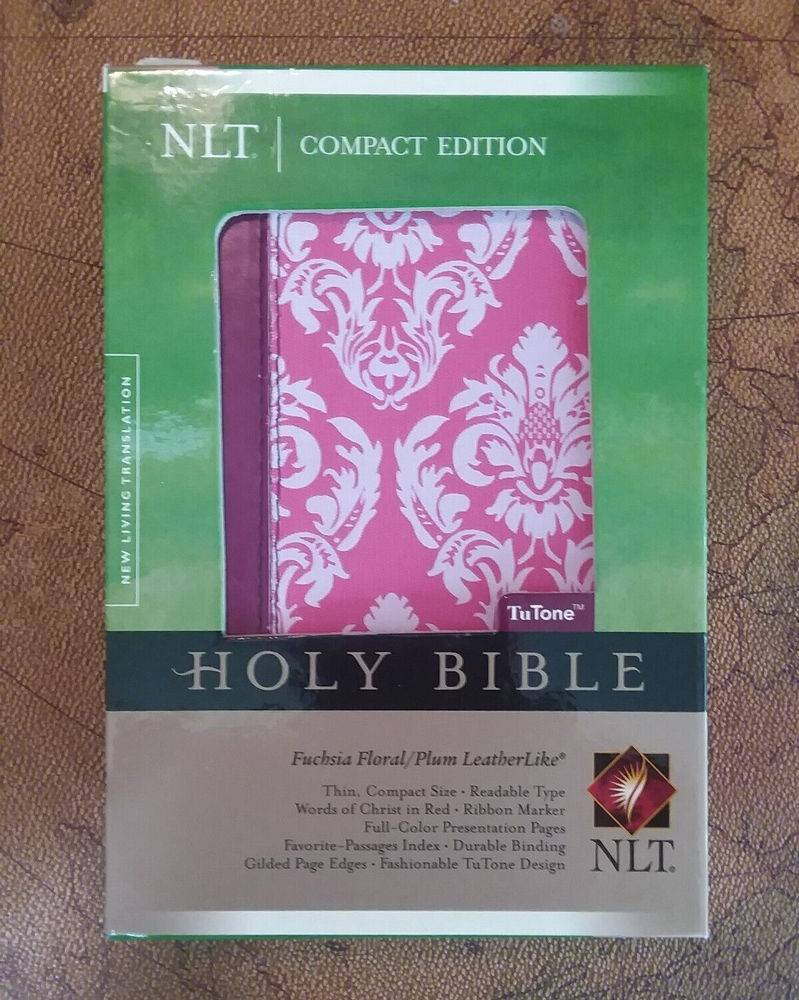 NLT® | COMPACT EDITION
NEW LIVING TRANSLATION
TuTone™
HOLY BIBLE
Fuchsia Floral/Plum LeatherLike®
Thin, Compact Size • Readable Type
Words of Christ in Red • Ribbon Marker
Full-Color Presentation Pages
Favorite-Passages Index • Durable Binding
Gilded Page Edges • Fashionable TuTone Design
NLT®